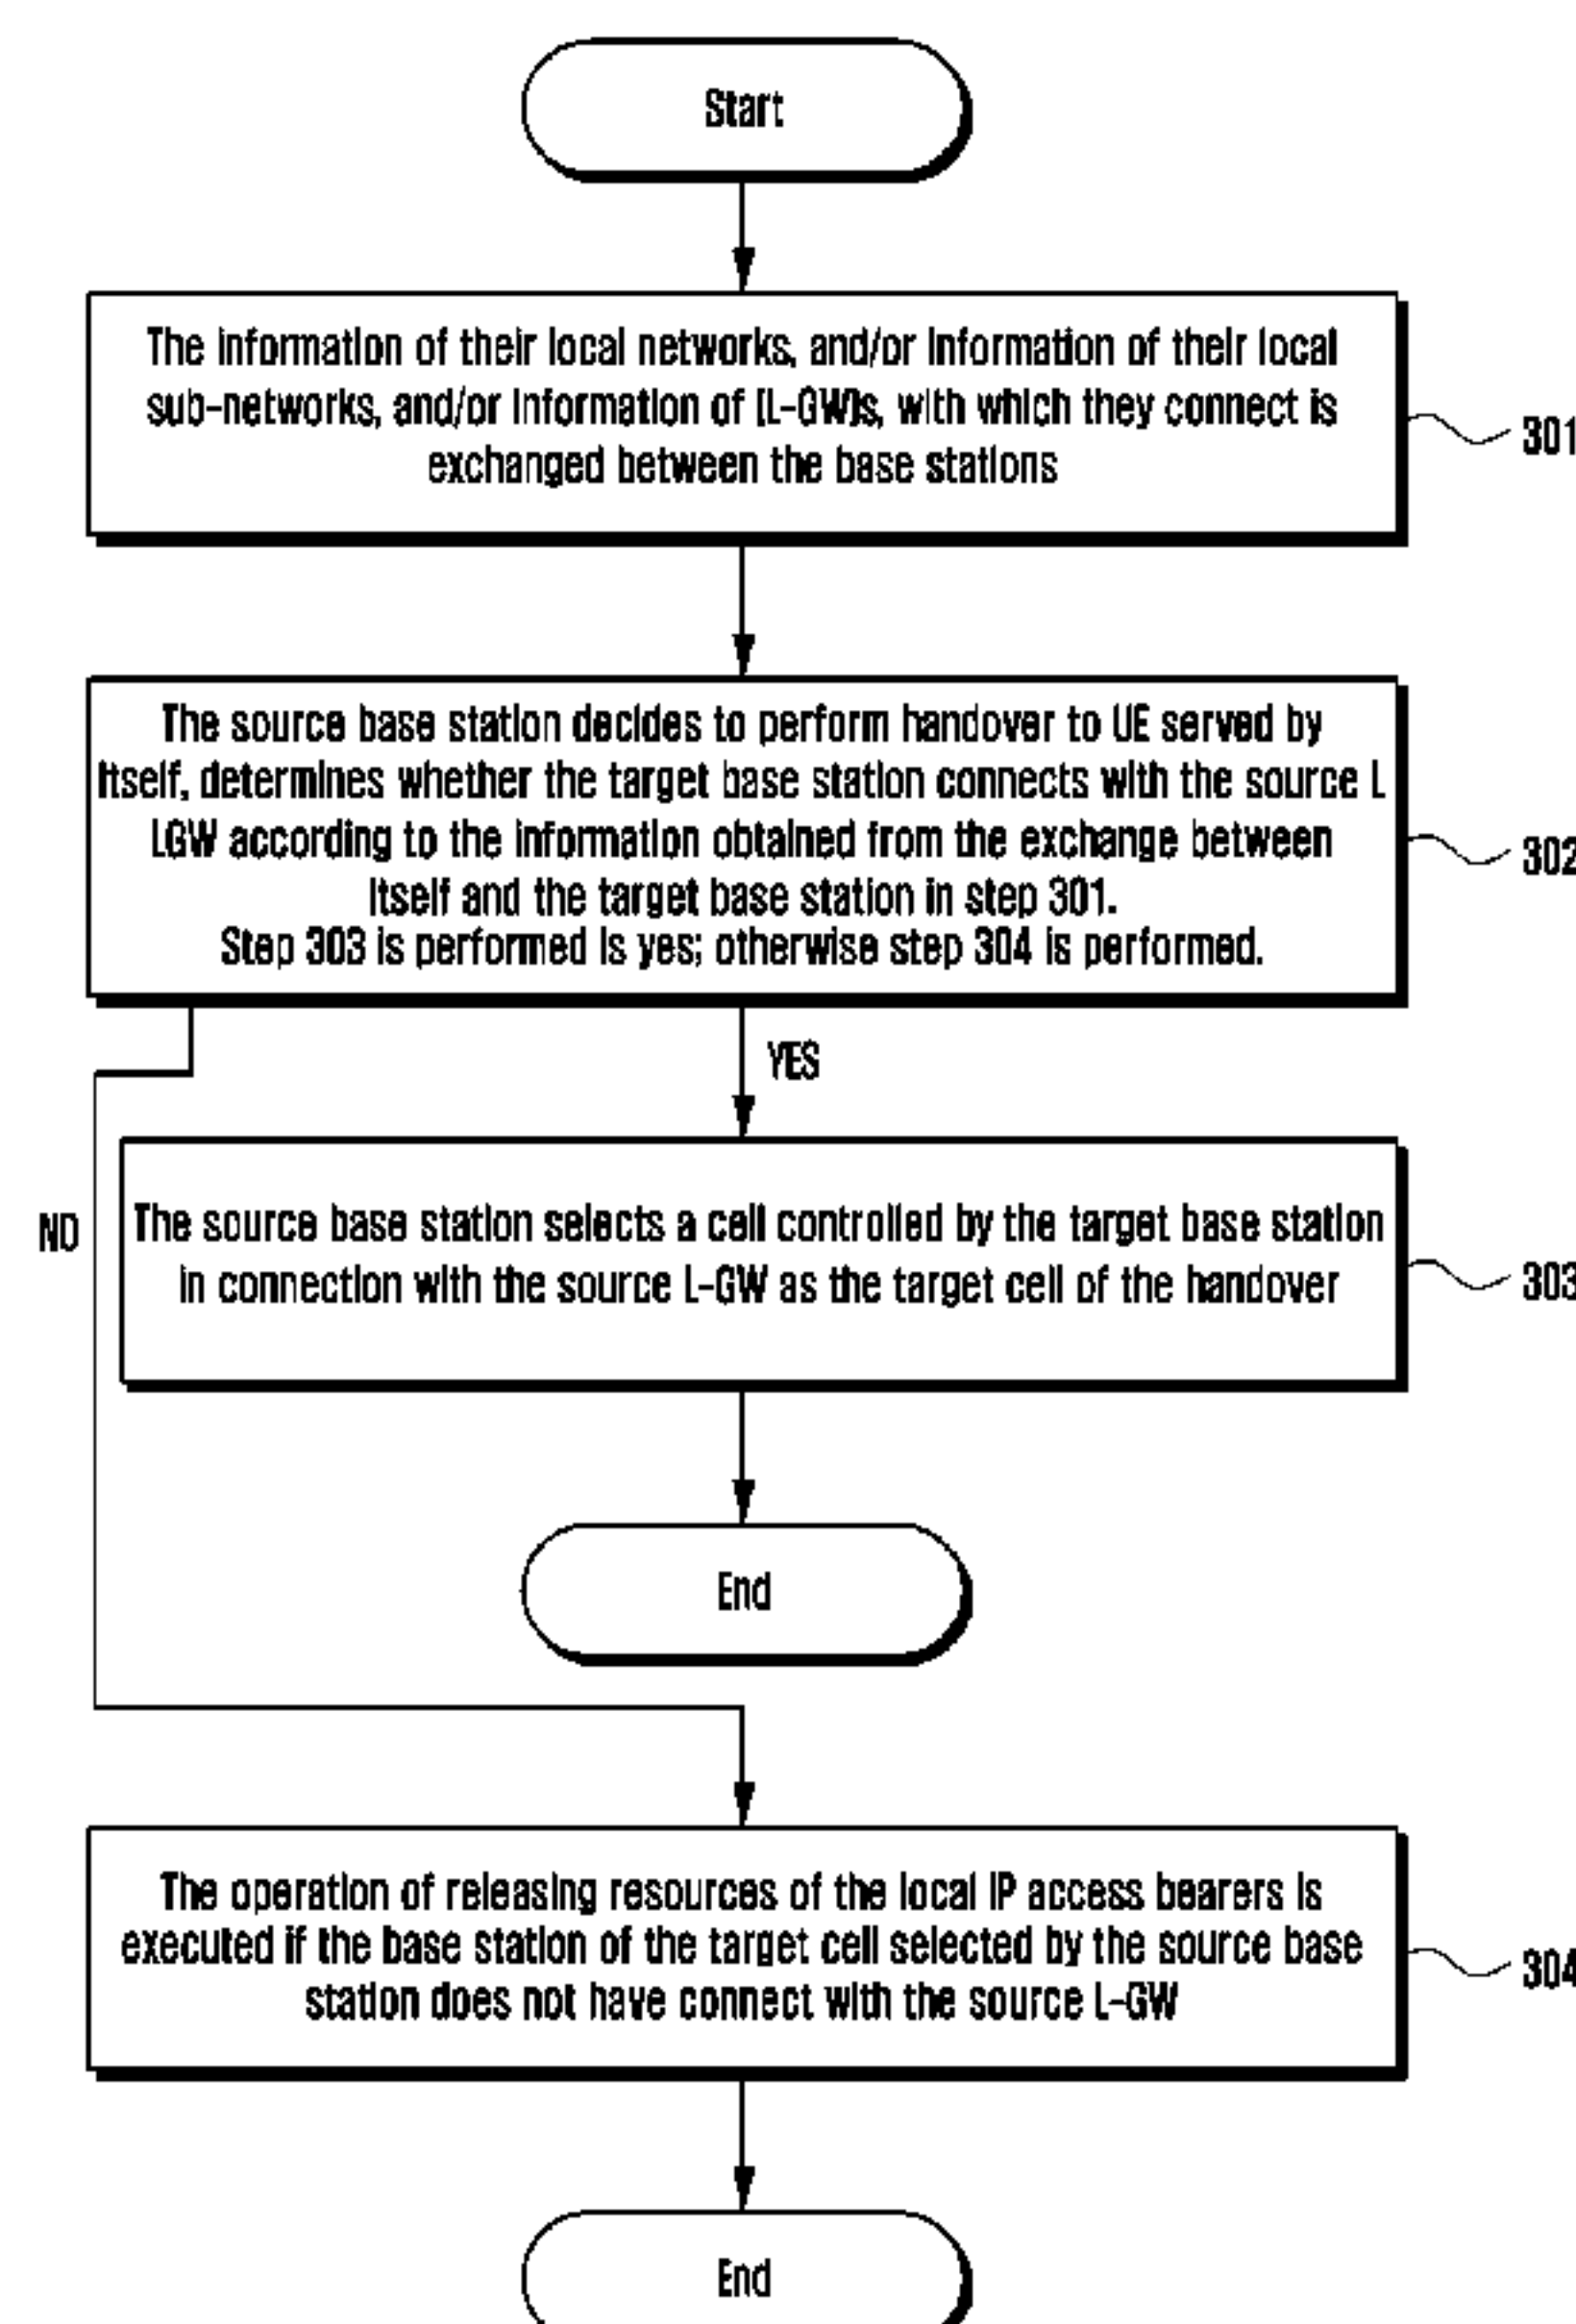 Start
The information of their local networks, and/or information of their local
sub-networks, and/or information of [L-GW]s, with which they connect is
exchanged between the base stations
301
The source base station decides to perform handover to UE served by
itself, determines whether the target base station connects with the source L
LGW according to the information obtained from the exchange between
itself and the target base station in step 301.
Step 303 is performed is yes; otherwise step 304 is performed.
302
YES
NO
The source base station selects a cell controlled by the target base station
in connection with the source L-GW as the target cell of the handover
303
End
The operation of releasing resources of the local IP access bearers is
executed if the base station of the target cell selected by the source base
station does not have connect with the source L-GW
304
End